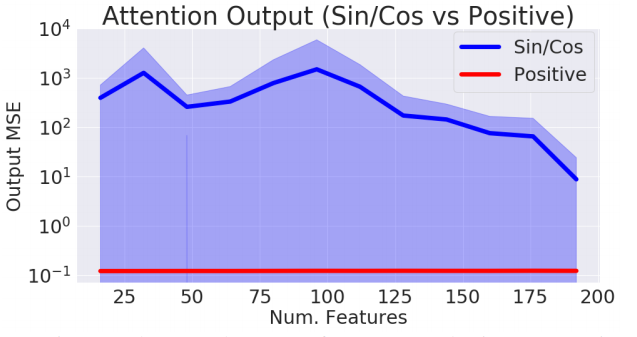 Attention Output (Sin/Cos vs Positive)
10^4
10^3
10^2
10^1
10^0
10^-1
Output MSE
Sin/Cos
Positive
25 50 75 100 125 150 175 200
Num. Features